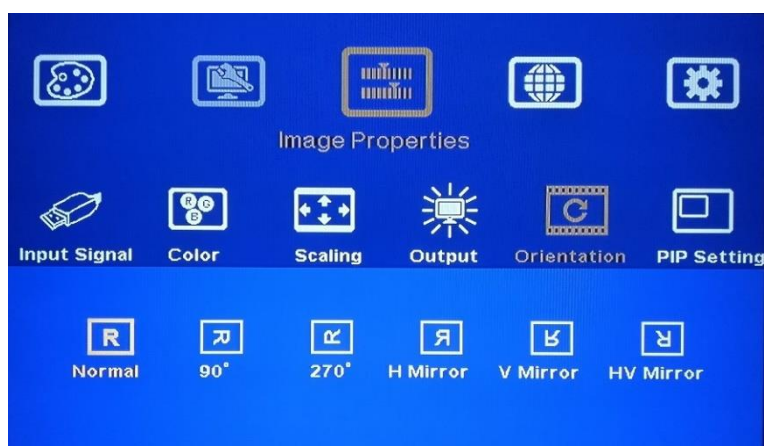 Image Properties
R G B
Input Signal Color Scaling Output Orientation PIP Setting
R R R R R R
Normal 90° 270° H Mirror V Mirror HV Mirror